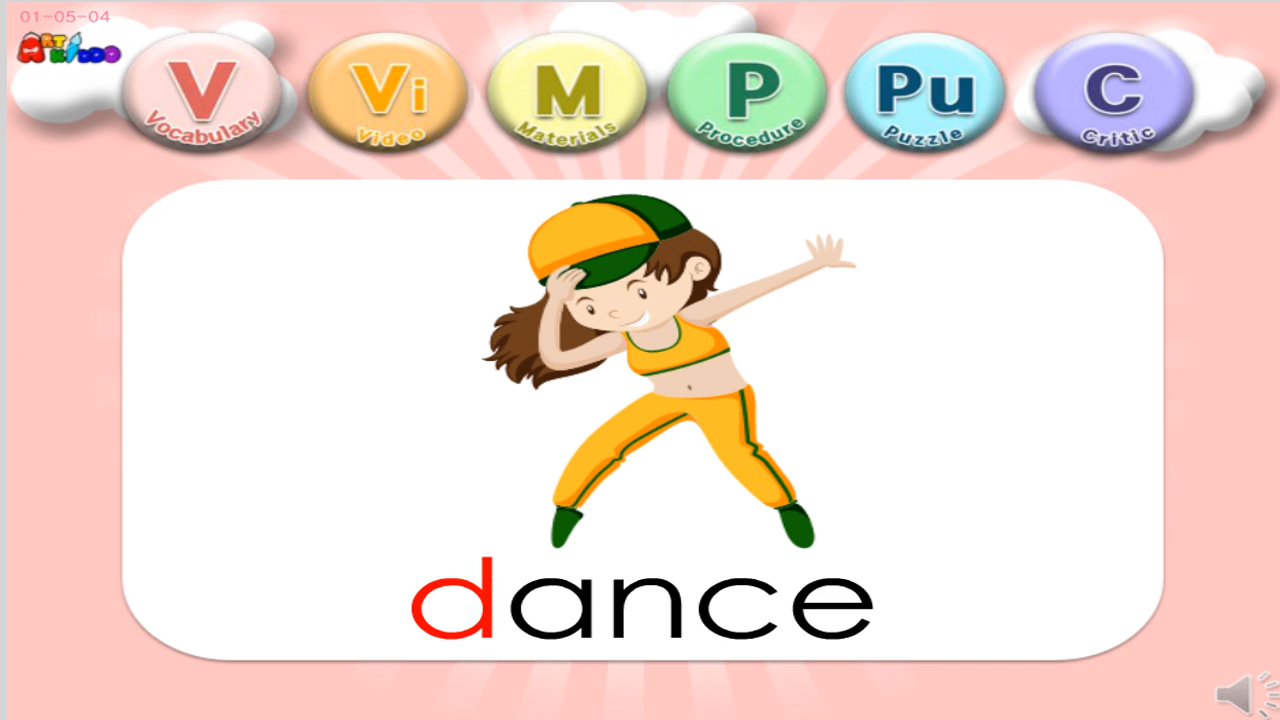 01-05-04
ART KIDDO
V Vi M P Pu C
Vocabulary Video Materials Procedure Puzzle Critic
dance